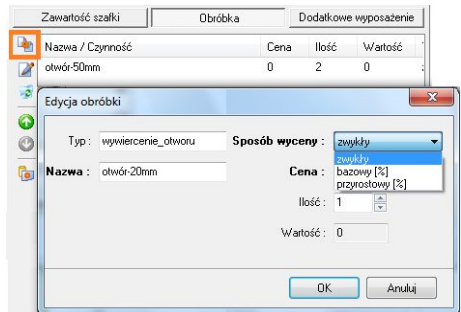 Zawartość szafki Obróbka Dodatkowe wyposażenie
Nazwa / Czynność Cena Ilość Wartość
otwór-50mm 0 2 0
Edycja obróbki
Typ : wywiercenie_otworu Sposób wyceny : zwykły
zwykły
Nazwa : otwór-20mm Cena : bazowy [%]
przyrostowy [%]
Ilość : 1
Wartość : 0
OK Anuluj